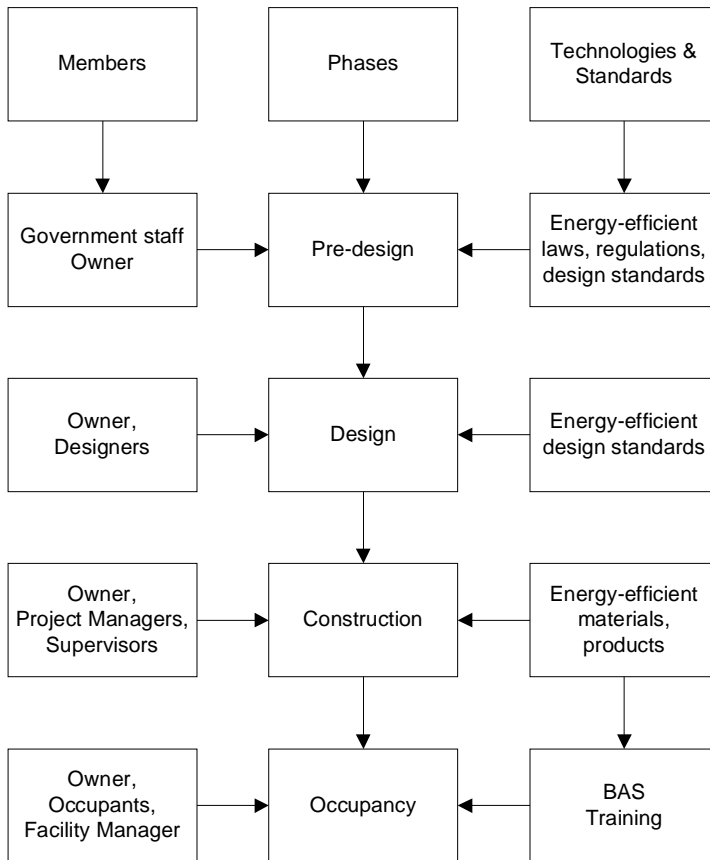 Members
Phases
Technologies &
Standards
Government staff
Owner
Pre-design
Energy-efficient
laws, regulations,
design standards
Owner,
Designers
Design
Energy-efficient
design standards
Owner,
Project Managers,
Supervisors
Construction
Energy-efficient
materials,
products
Owner,
Occupants,
Facility Manager
Occupancy
BAS
Training